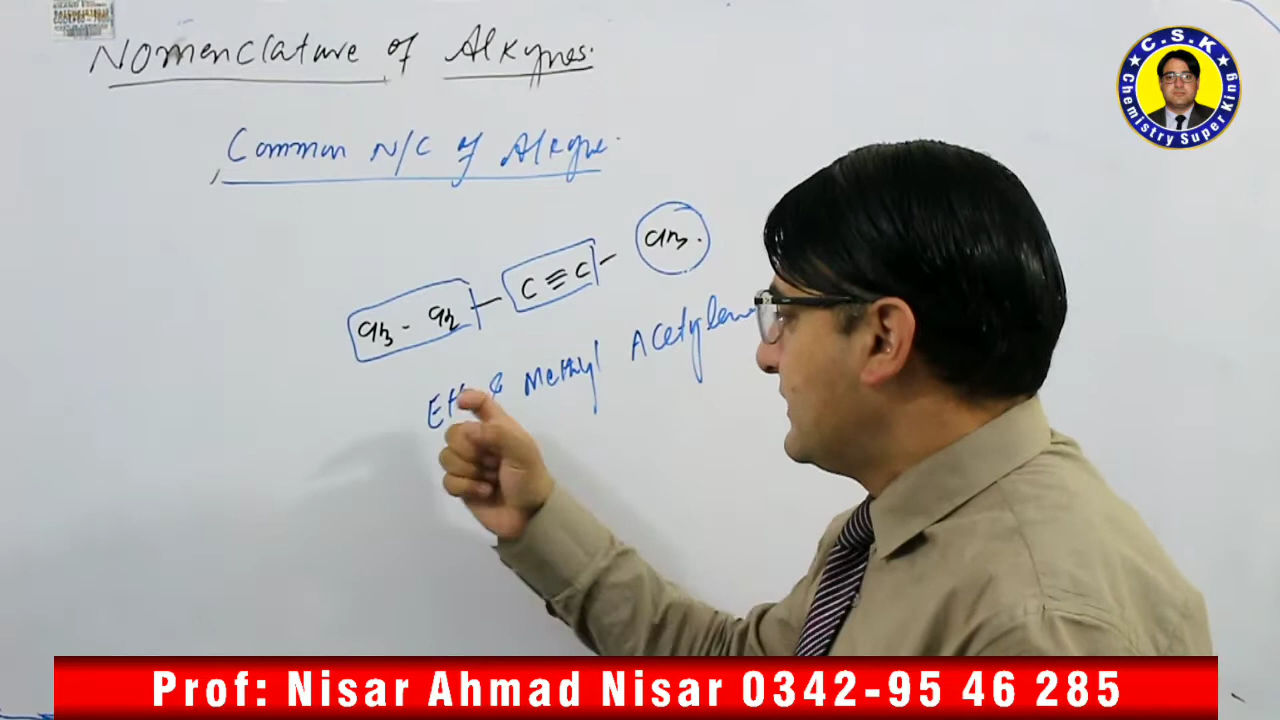 Nomenclature of Alkynes.
Common N/C of Alkyne.
CH3 - CH2 - C≡C - CH3.
Methyl Acetylene
C.S.K
Chemistry Super King
Prof: Nisar Ahmad Nisar 0342-95 46 285